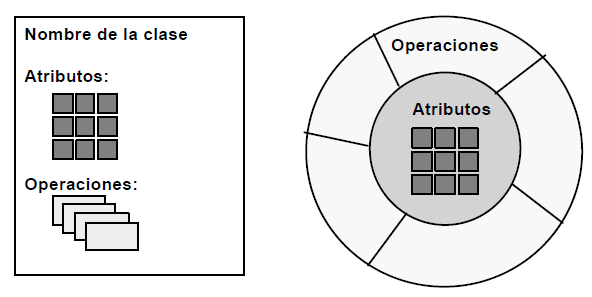 Nombre de la clase
Atributos:
Operaciones:
Operaciones
Atributos